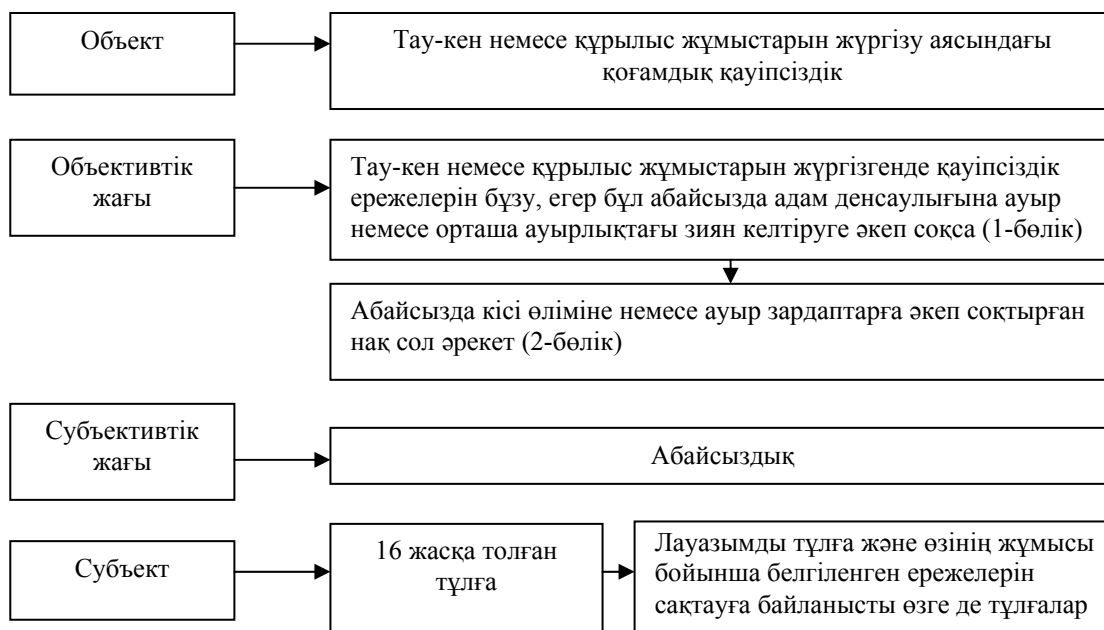 Объект
Тау-кен немесе құрылыс жұмыстарын жүргізу аясындағы
қоғамдық қауіпсіздік
Объективтік
жағы
Тау-кен немесе құрылыс жұмыстарын жүргізгенде қауіпсіздік
ережелерін бұзу, егер бұл абайсызда адам денсаулығына ауыр
немесе орташа ауырлықтағы зиян келтіруге әкеп соқса (1-бөлік)
Абайсызда кісі өліміне немесе ауыр зардаптарға әкеп соқтырған
нақ сол әрекет (2-бөлік)
Субъективтік
жағы
Абайсыздық
Субъект
16 жасқа толған
тұлға
Лауазымды тұлға және өзінің жұмысы
бойынша белгіленген ережелерін
сақтауға байланысты өзге де тұлғалар